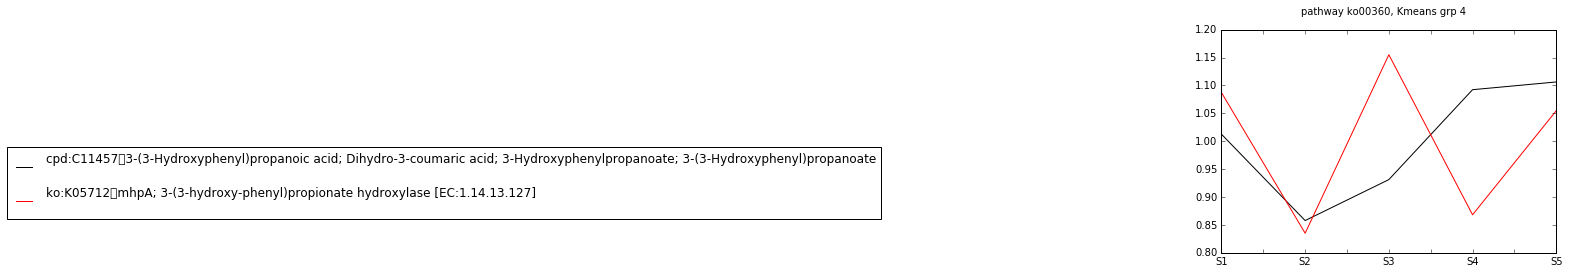 pathway ko00360, Kmeans grp 4
cpd:C11457▯3-(3-Hydroxyphenyl)propanoic acid; Dihydro-3-coumaric acid; 3-Hydroxyphenylpropanoate; 3-(3-Hydroxyphenyl)propanoate
ko:K05712▯mhpA; 3-(3-hydroxy-phenyl)propionate hydroxylase [EC:1.14.13.127]
1.20
1.15
1.10
1.05
1.00
0.95
0.90
0.85
0.80
S1 S2 S3 S4 S5